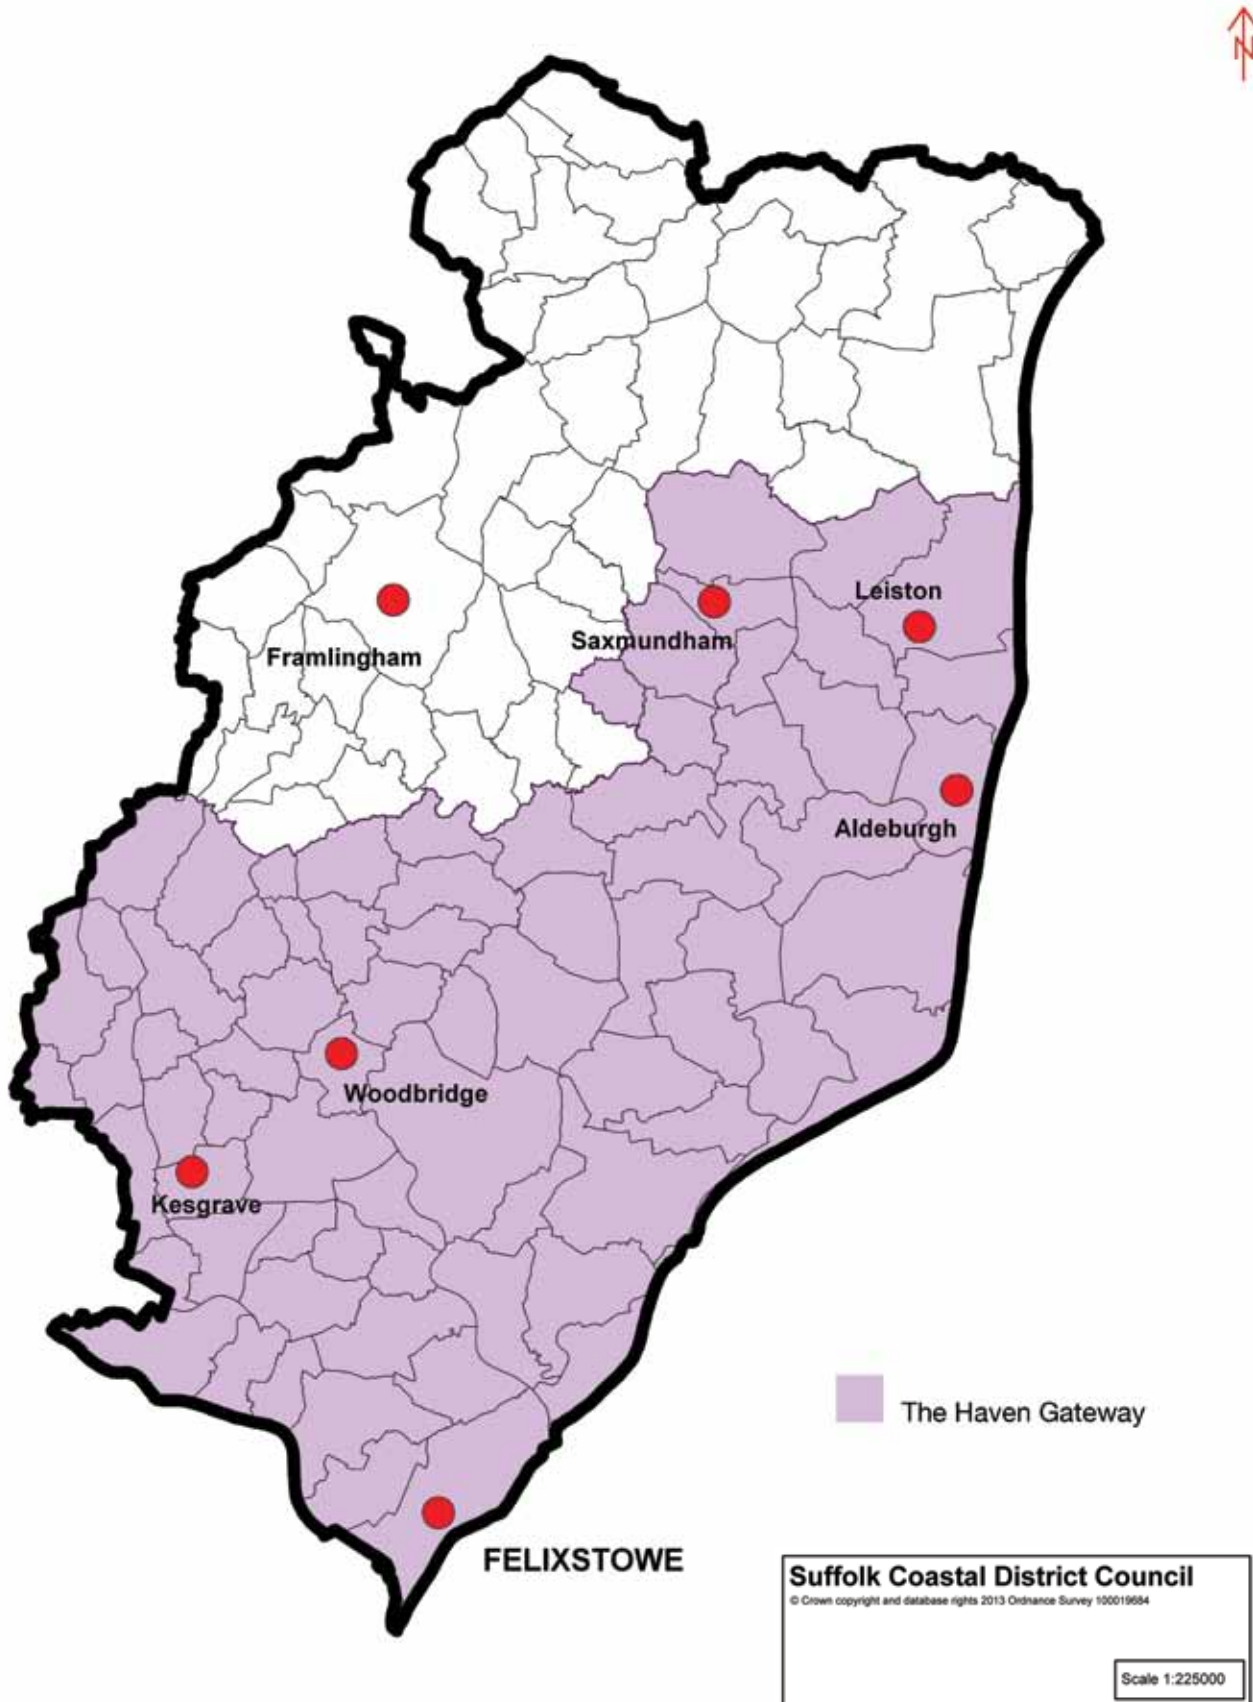 N
Leiston
Saxmundham
Framlingham
Aldeburgh
Woodbridge
Kesgrave
The Haven Gateway
FELIXSTOWE
Suffolk Coastal District Council
© Crown copyright and database rights 2013 Ordnance Survey 100019684
Scale 1:225000